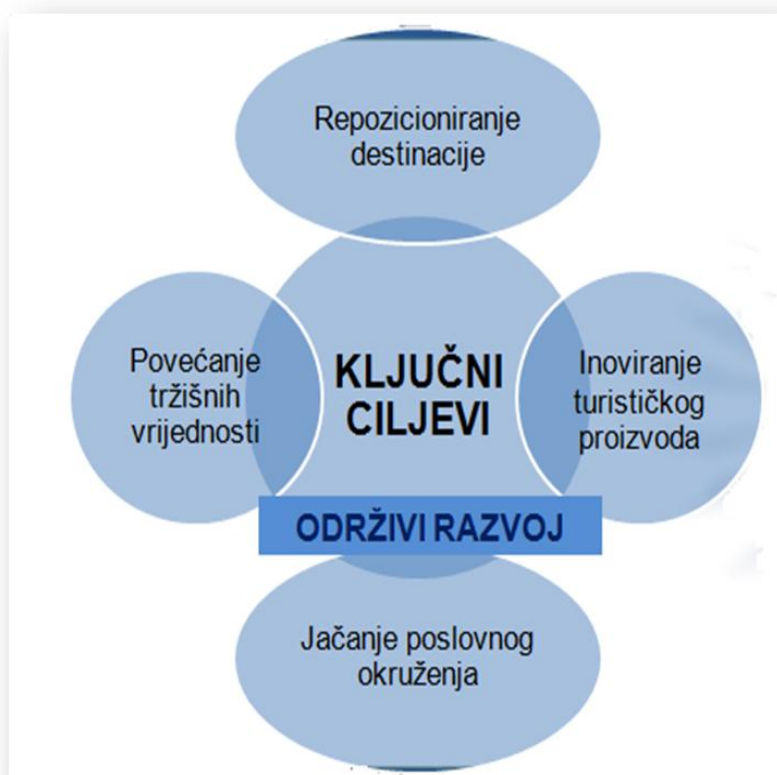 Repozicioniranje
destinacije
Povećanje
tržišnih
vrijednosti
KLJUČNI
CILJEVI
Inoviranje
turističkog
proizvoda
ODRŽIVI RAZVOJ
Jačanje poslovnog
okruženja